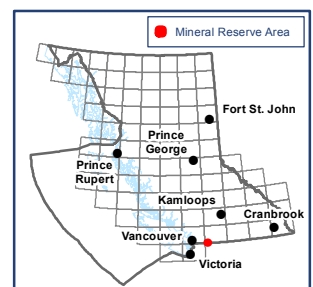 Mineral Reserve Area
Fort St. John
Prince
George
Prince
Rupert
Kamloops
Cranbrook
Vancouver
Victoria